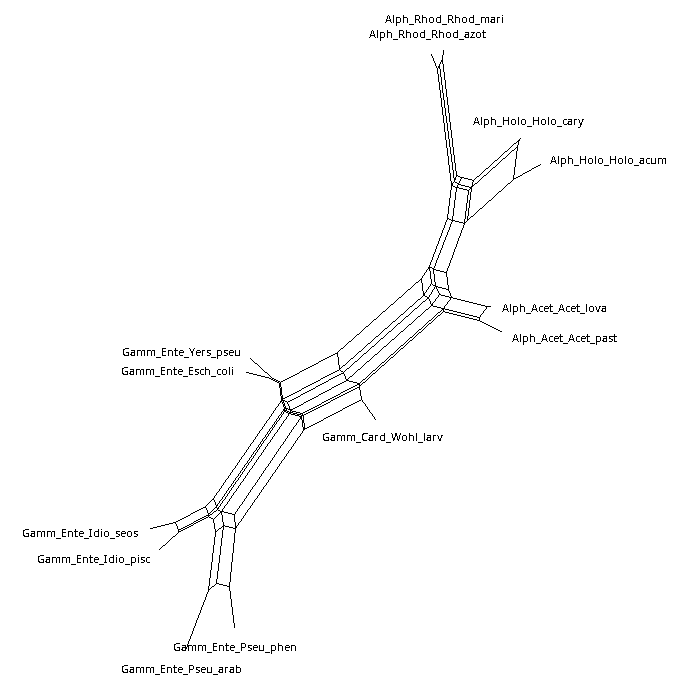 Alph_Rhod_Rhod_mari
Alph_Rhod_Rhod_azot
Alph_Holo_Holo_cary
Alph_Holo_Holo_acum
Alph_Acet_Acet_lova
Alph_Acet_Acet_past
Gamm_Ente_Yers_pseu
Gamm_Ente_Esch_coli
Gamm_Card_Wohl_larv
Gamm_Ente_Idio_seos
Gamm_Ente_Idio_pisc
Gamm_Ente_Pseu_phen
Gamm_Ente_Pseu_arab